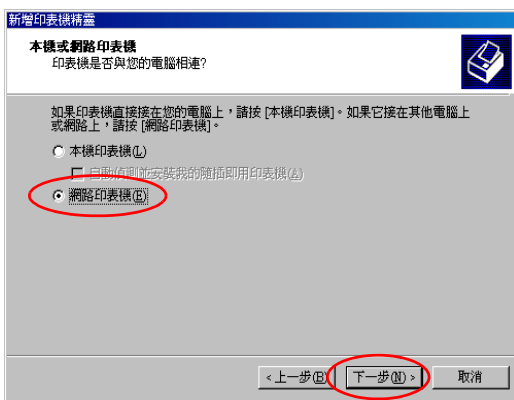 新增印表機精靈
本機或網路印表機
印表機是否與您的電腦相連?
如果印表機直接接在您的電腦上，請按 [本機印表機]。如果它接在其他電腦上
或網路上，請按 [網路印表機]。
本機印表機(L)
自動偵測並安裝我的隨插即用印表機(A)
網路印表機(E)
<上一步(B) 下一步(N)> 取消